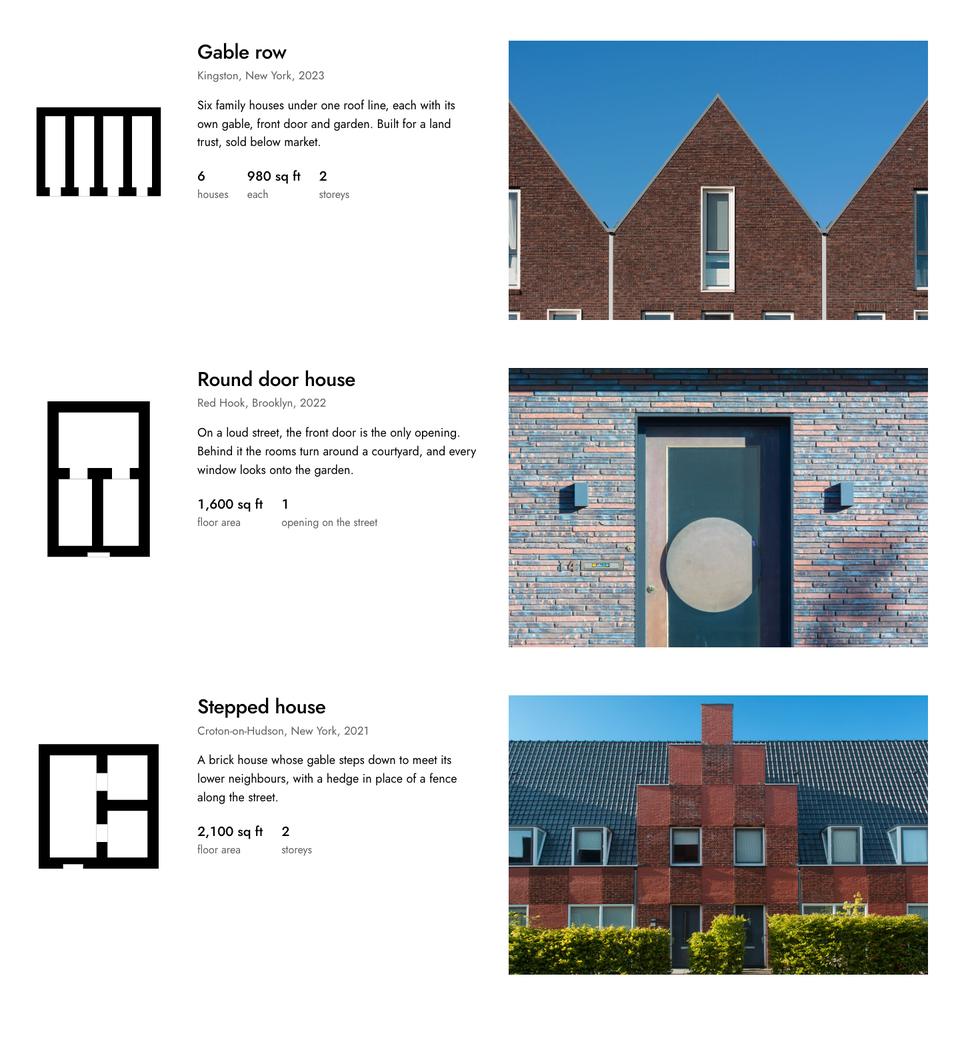 Gable row
Kingston, New York, 2023
Six family houses under one roof line, each with its
own gable, front door and garden. Built for a land
trust, sold below market.
6 980 sq ft 2
houses each storeys
Round door house
Red Hook, Brooklyn, 2022
On a loud street, the front door is the only opening.
Behind it the rooms turn around a courtyard, and every
window looks onto the garden.
1,600 sq ft 1
floor area opening on the street
Stepped house
Croton-on-Hudson, New York, 2021
A brick house whose gable steps down to meet its
lower neighbours, with a hedge in place of a fence
along the street.
2,100 sq ft 2
floor area storeys